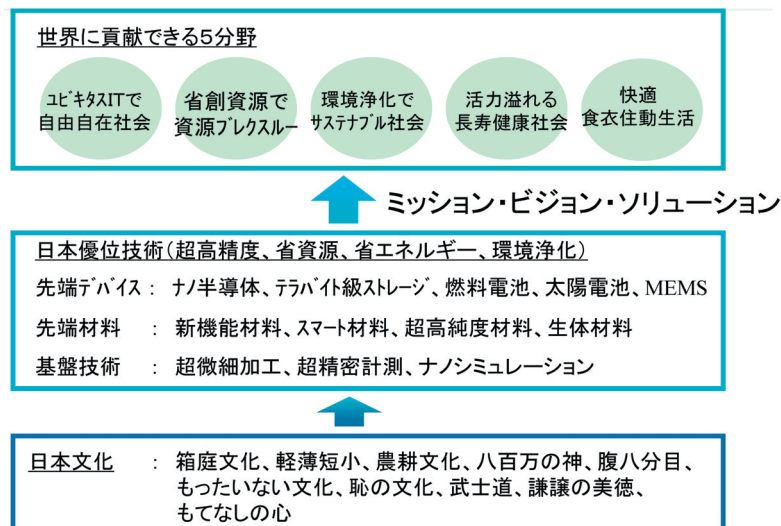 世界に貢献できる5分野
ユビキタスITで
自由自在社会
省創資源で
資源ブレクスルー
環境浄化で
サステナブル社会
活力溢れる
長寿健康社会
快適
食衣住動生活
ミッション・ビジョン・ソリューション
日本優位技術(超高精度、省資源、省エネルギー、環境浄化)
先端デバイス : ナノ半導体、テラバイト級ストレージ、燃料電池、太陽電池、MEMS
先端材料 : 新機能材料、スマート材料、超高純度材料、生体材料
基盤技術 : 超微細加工、超精密計測、ナノシミュレーション
日本文化 : 箱庭文化、軽薄短小、農耕文化、八百万の神、腹八分目、
もったいない文化、恥の文化、武士道、謙譲の美徳、
もてなしの心